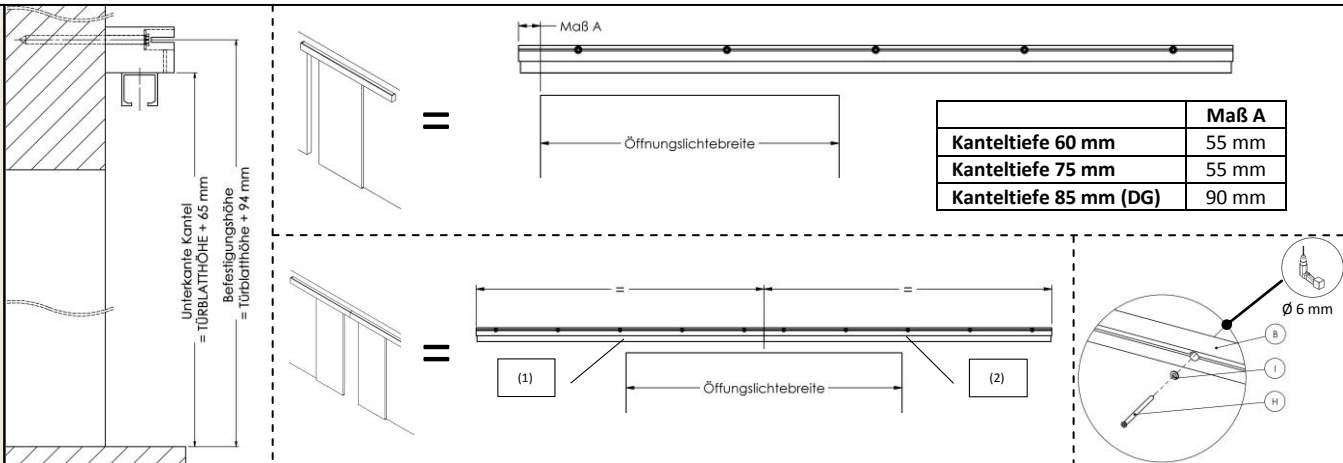 Unterkante Kantel
= TÜRBLATTHÖHE + 65 mm
Befestigungshöhe
= Türblatthöhe + 94 mm
Maß A
=
Öffnungslichtebreite
Maß A
Kanteltiefe 60 mm 55 mm
Kanteltiefe 75 mm 55 mm
Kanteltiefe 85 mm (DG) 90 mm
= =
=
(1) (2)
Öffungslichtebreite
Ø 6 mm
B
I
H